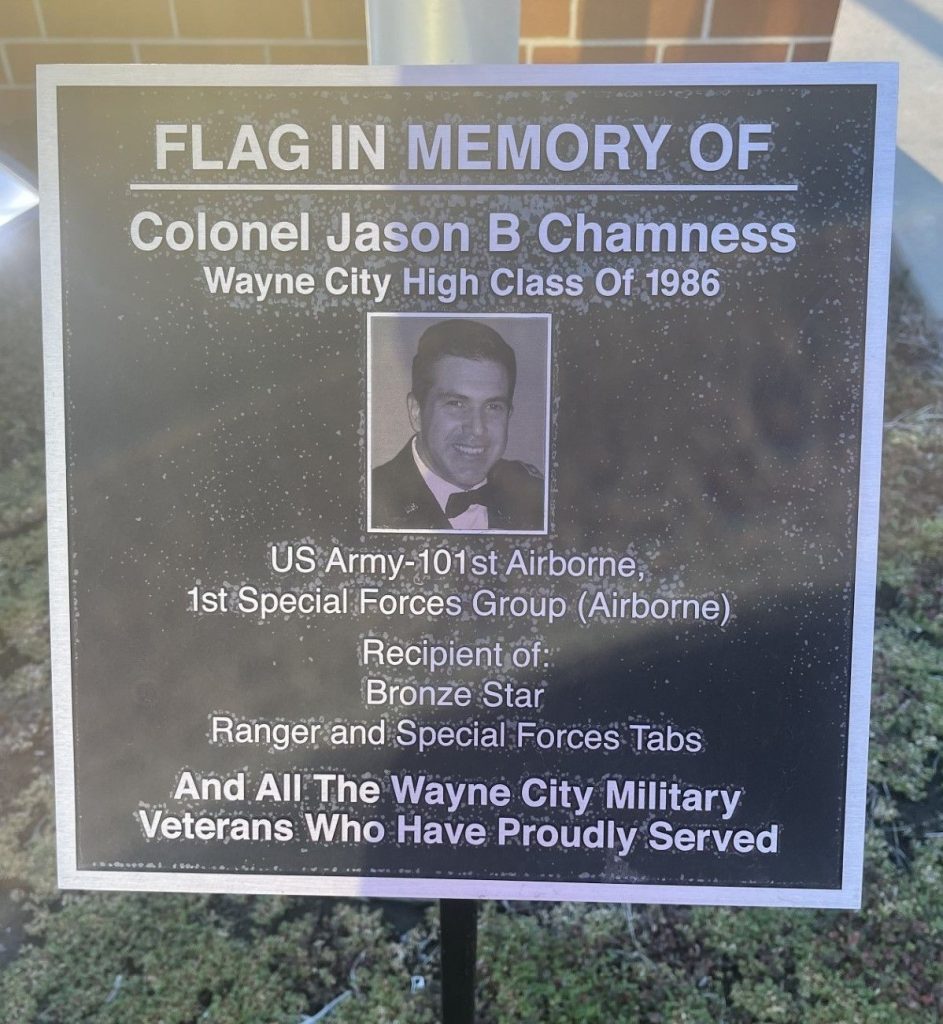 FLAG IN MEMORY OF
Colonel Jason B Chamness
Wayne City High Class Of 1986
US Army-101st Airborne,
1st Special Forces Group (Airborne)
Recipient of:
Bronze Star
Ranger and Special Forces Tabs
And All The Wayne City Military
Veterans Who Have Proudly Served